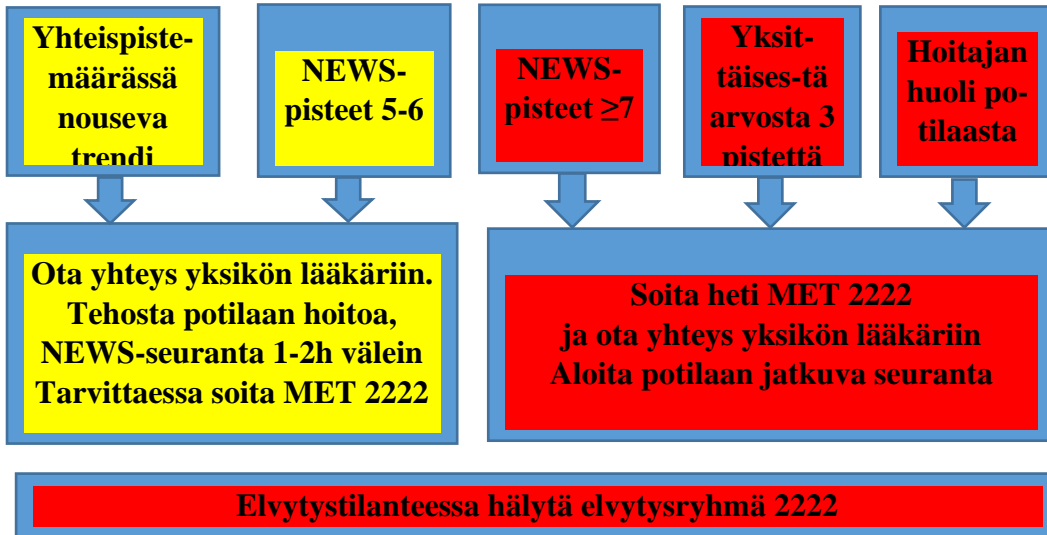 Yhteispiste-
määrässä
nouseva
trendi
NEWS-
pisteet 5-6
NEWS-
pisteet ≥7
Yksit-
täises-tä
arvosta 3
pistettä
Hoitajan
huoli po-
tilaasta
Ota yhteys yksikön lääkäriin.
Tehosta potilaan hoitoa,
NEWS-seuranta 1-2h välein
Tarvittaessa soita MET 2222
Soita heti MET 2222
ja ota yhteys yksikön lääkäriin
Aloita potilaan jatkuva seuranta
Elvytystilanteessa hälytä elvytysryhmä 2222